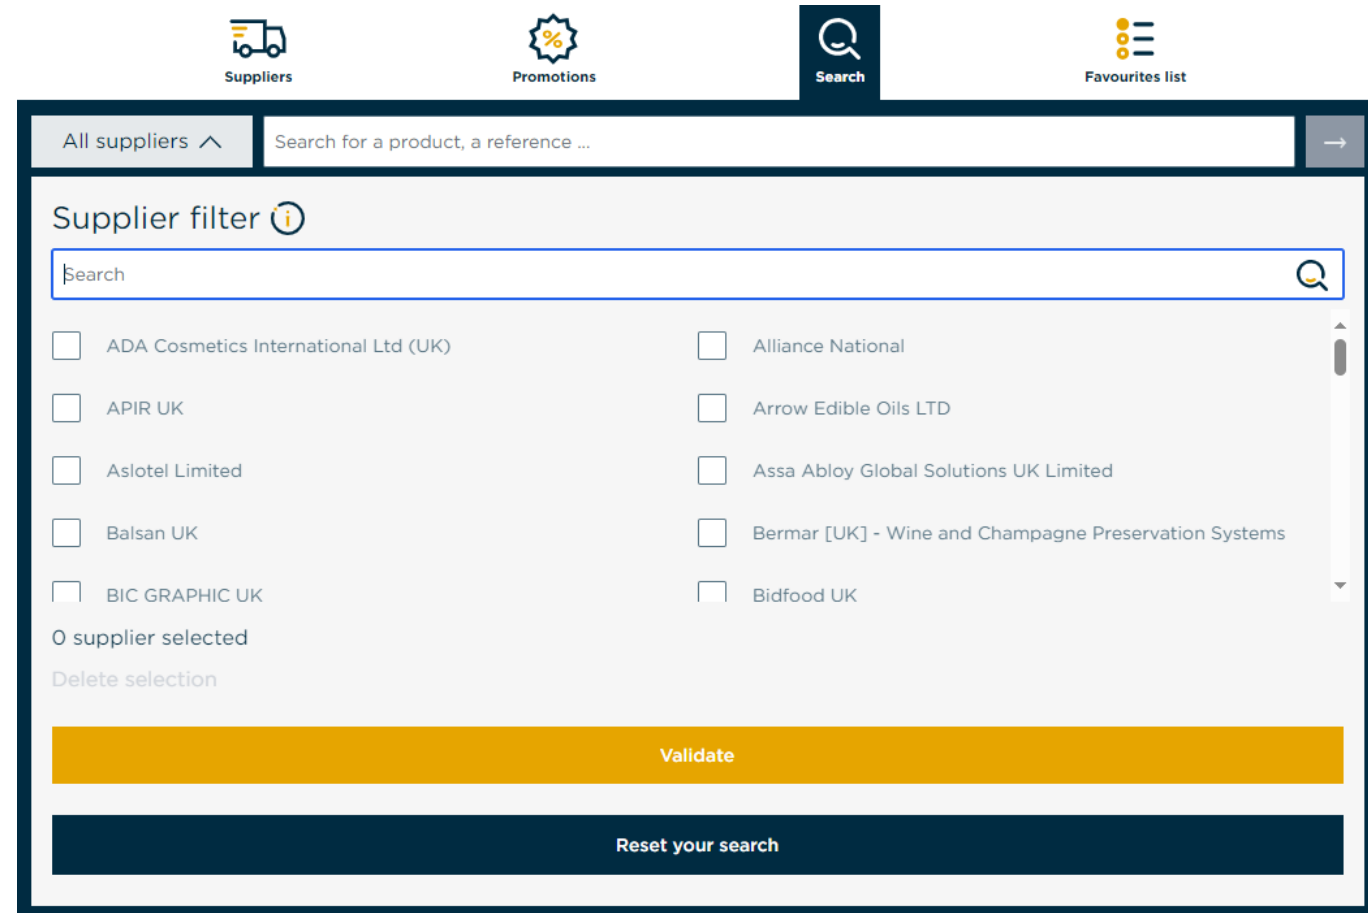 Suppliers
Promotions
Search
Favourites list
All suppliers
Search for a product, a reference ...
Supplier filter
Search
ADA Cosmetics International Ltd (UK)
Alliance National
APIR UK
Arrow Edible Oils LTD
Aslotel Limited
Assa Abloy Global Solutions UK Limited
Balsan UK
Bermar [UK] - Wine and Champagne Preservation Systems
BIC GRAPHIC UK
Bidfood UK
0 supplier selected
Delete selection
Validate
Reset your search